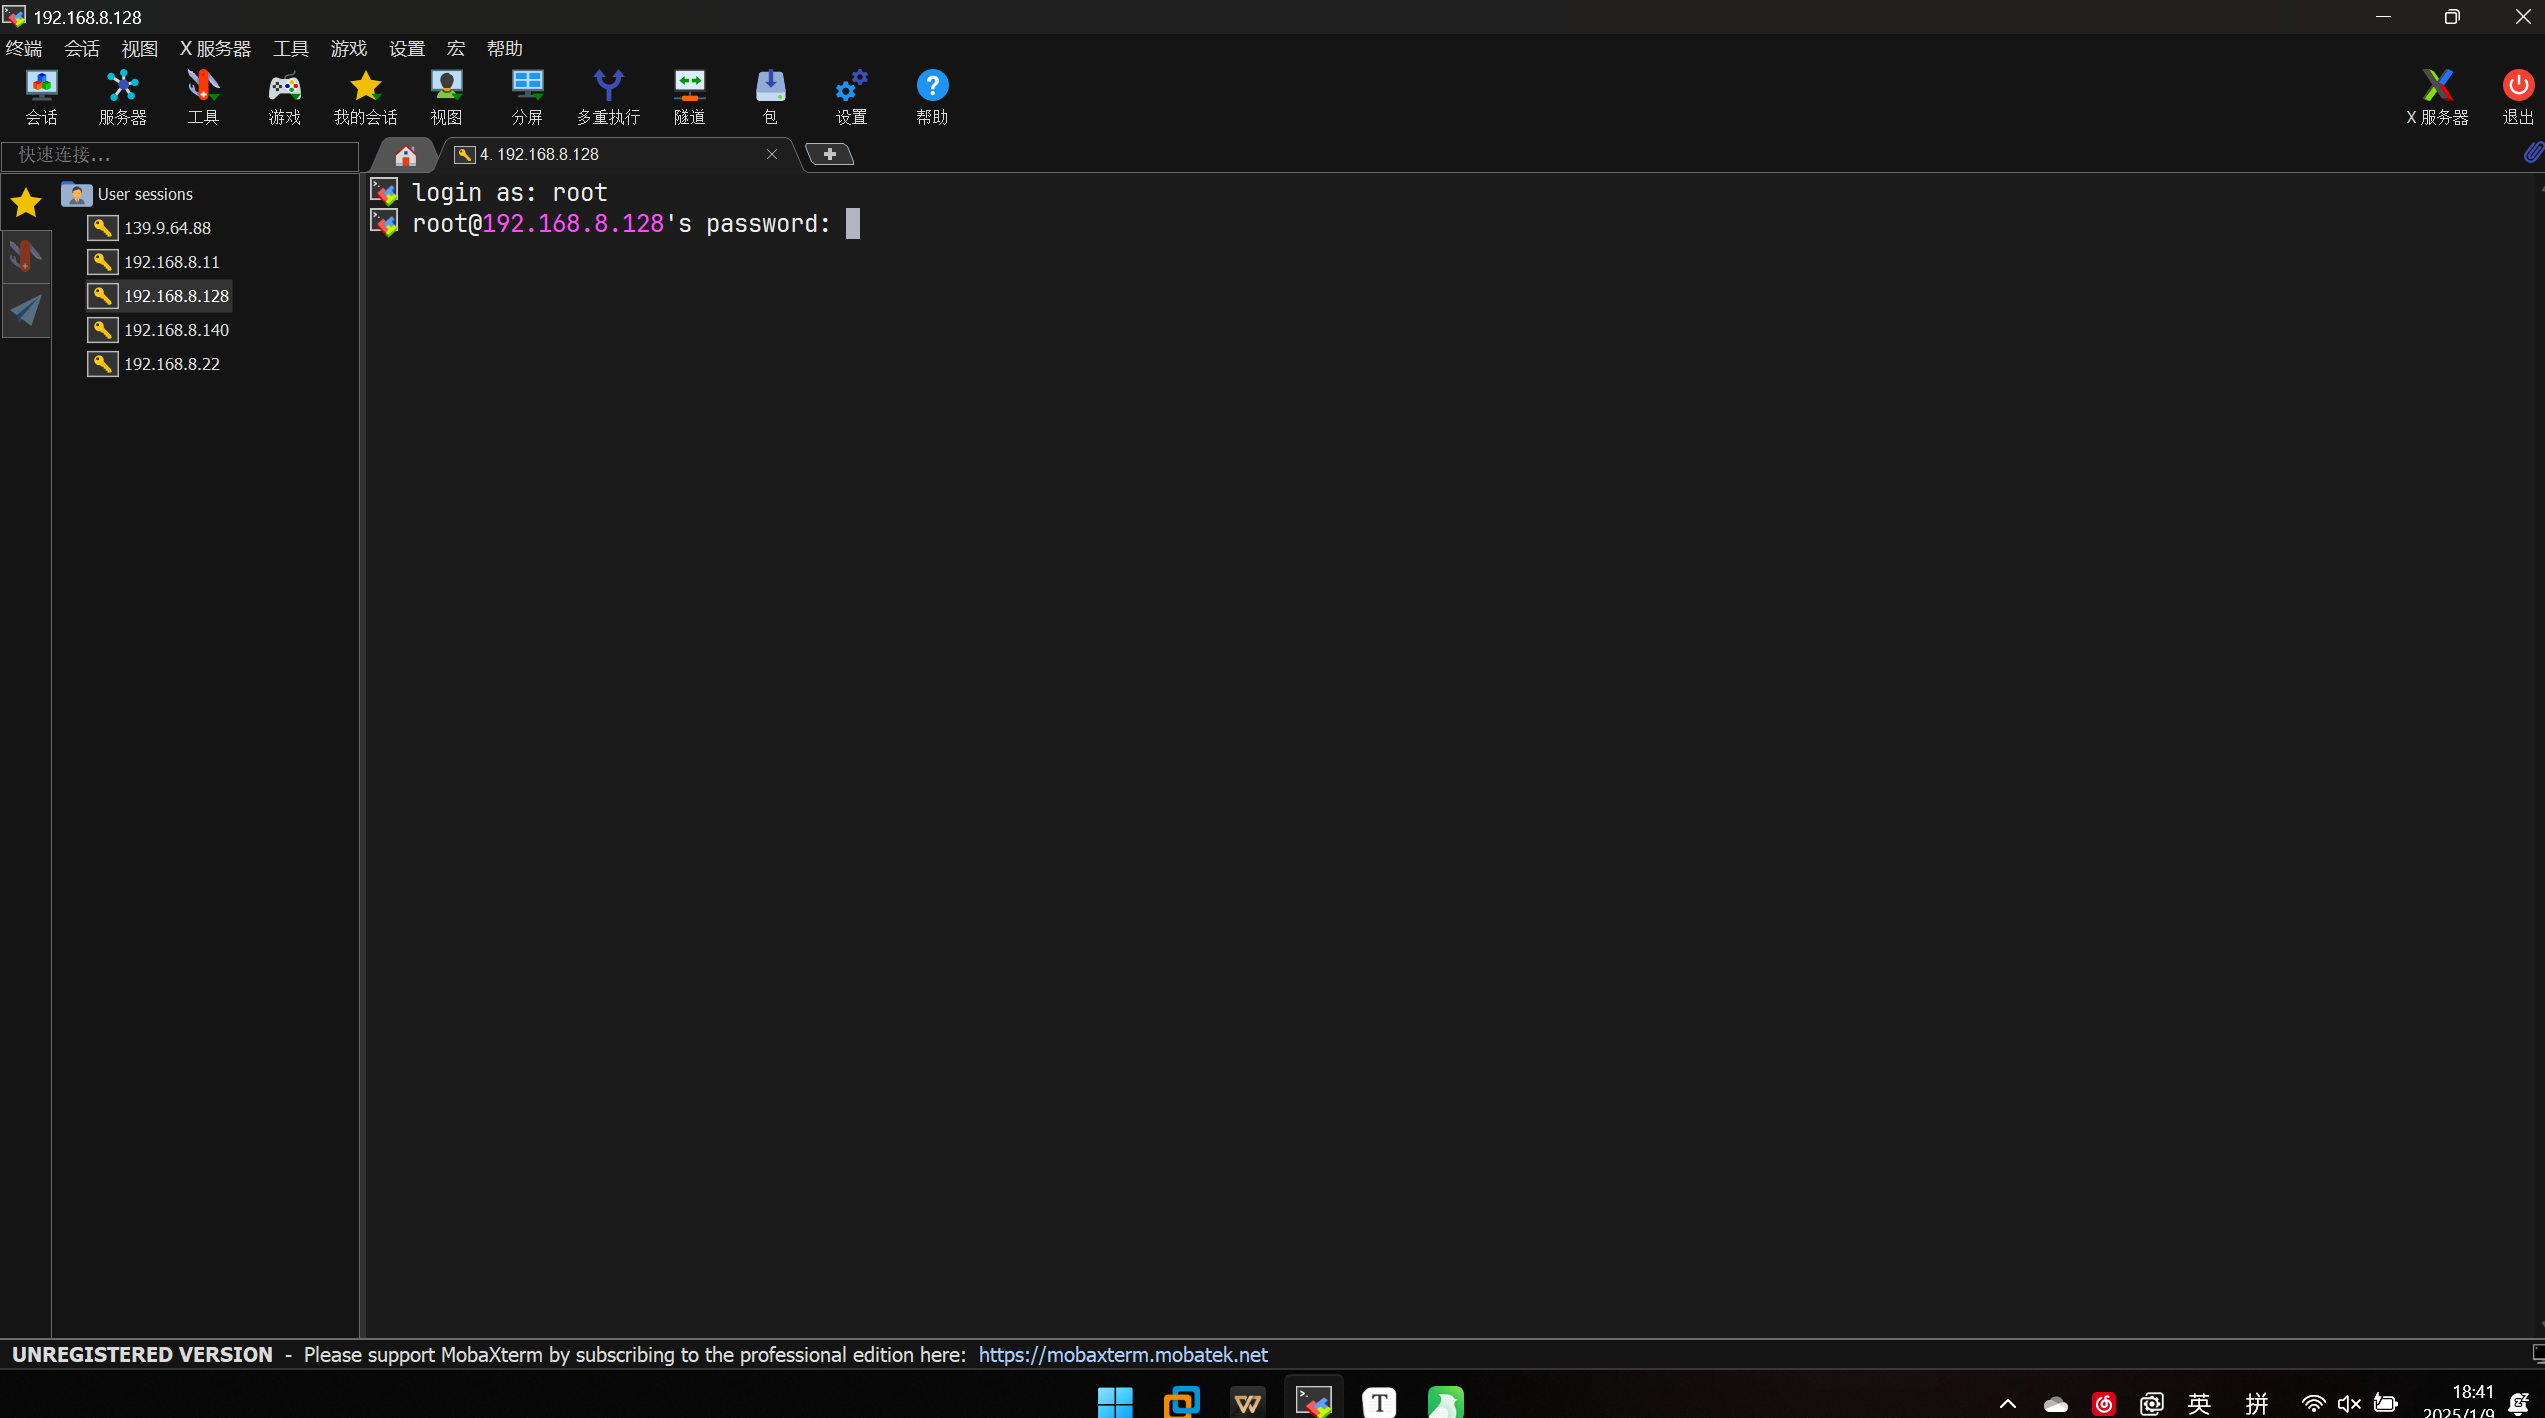 192.168.8.128
终端 会话 视图 X 服务器 工具 游戏 设置 宏 帮助
会话 服务器 工具 游戏 我的会话 视图 分屏 多重执行 隧道 包 设置 帮助 X 服务器 退出
快速连接...
4. 192.168.8.128
User sessions
139.9.64.88
192.168.8.11
192.168.8.128
192.168.8.140
192.168.8.22
login as: root
root@192.168.8.128's password:
UNREGISTERED VERSION - Please support MobaXterm by subscribing to the professional edition here: https://mobaxterm.mobatek.net
英 拼 18:41
2025/1/9